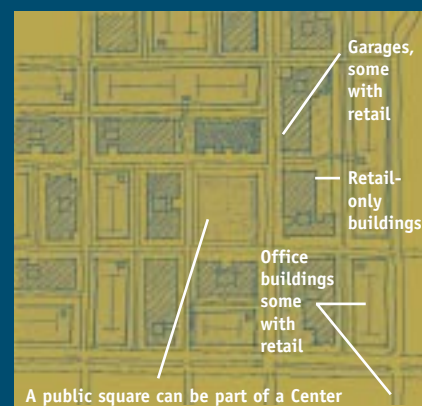 Garages,
some
with
retail
Retail-
only
buildings
Office
buildings
some
with
retail
A public square can be part of a Center